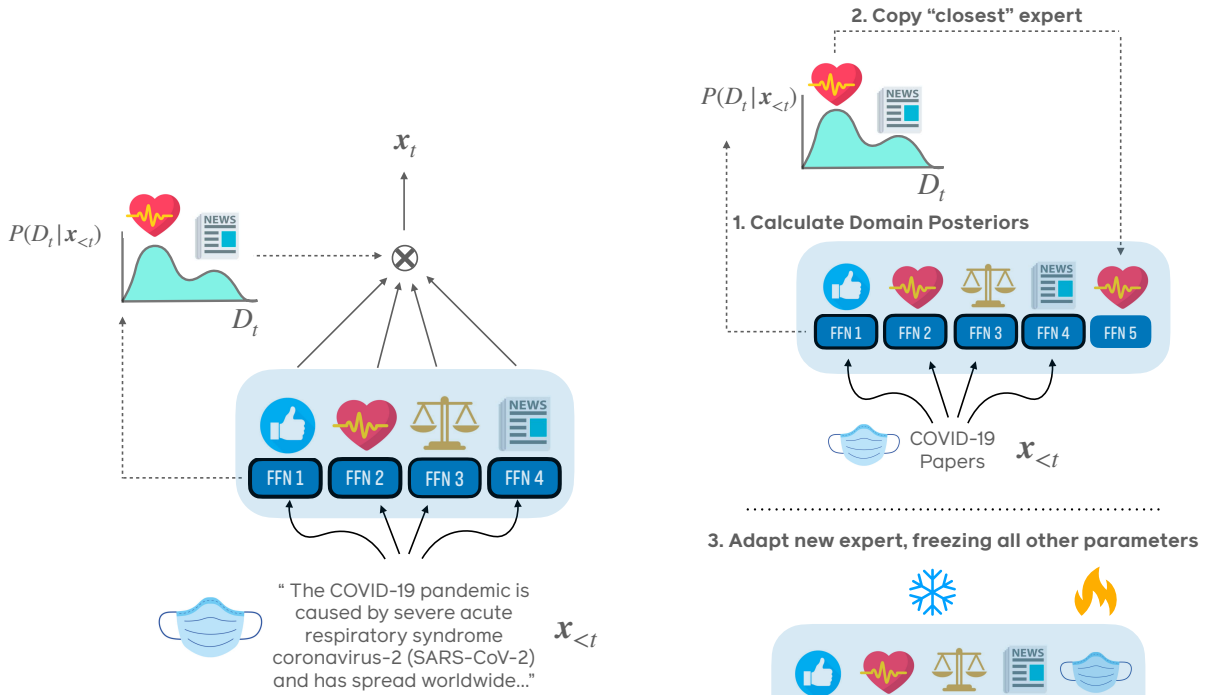 x_t
P(D_t|x_{<t})
NEWS
D_t
NEWS
FFN 1 FFN 2 FFN 3 FFN 4
“ The COVID-19 pandemic is
caused by severe acute
respiratory syndrome
coronavirus-2 (SARS-CoV-2)
and has spread worldwide...”
x_{<t}
2. Copy “closest” expert
P(D_t|x_{<t})
NEWS
D_t
1. Calculate Domain Posteriors
NEWS
FFN 1 FFN 2 FFN 3 FFN 4 FFN 5
COVID-19
Papers
x_{<t}
3. Adapt new expert, freezing all other parameters
NEWS